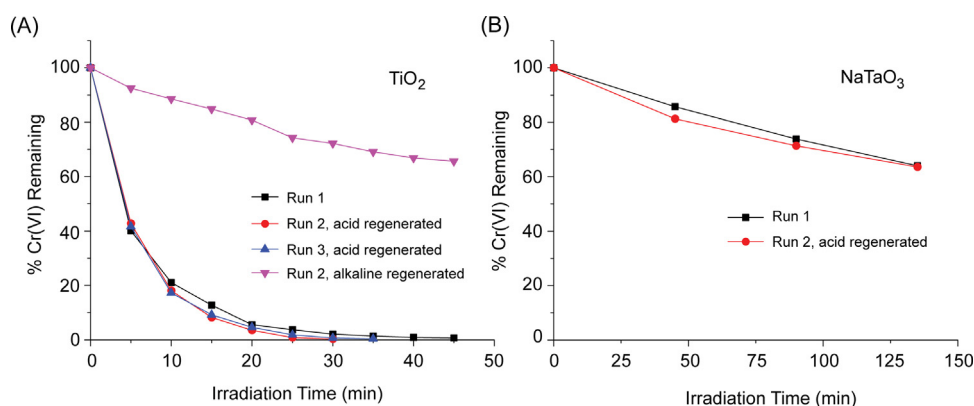 (A)
TiO2
% Cr(VI) Remaining
100
80
60
40
20
0
Run 1
Run 2, acid regenerated
Run 3, acid regenerated
Run 2, alkaline regenerated
0 10 20 30 40 50
Irradiation Time (min)
(B)
NaTaO3
% Cr(VI) Remaining
100
80
60
40
20
0
Run 1
Run 2, acid regenerated
0 25 50 75 100 125 150
Irradiation Time (min)